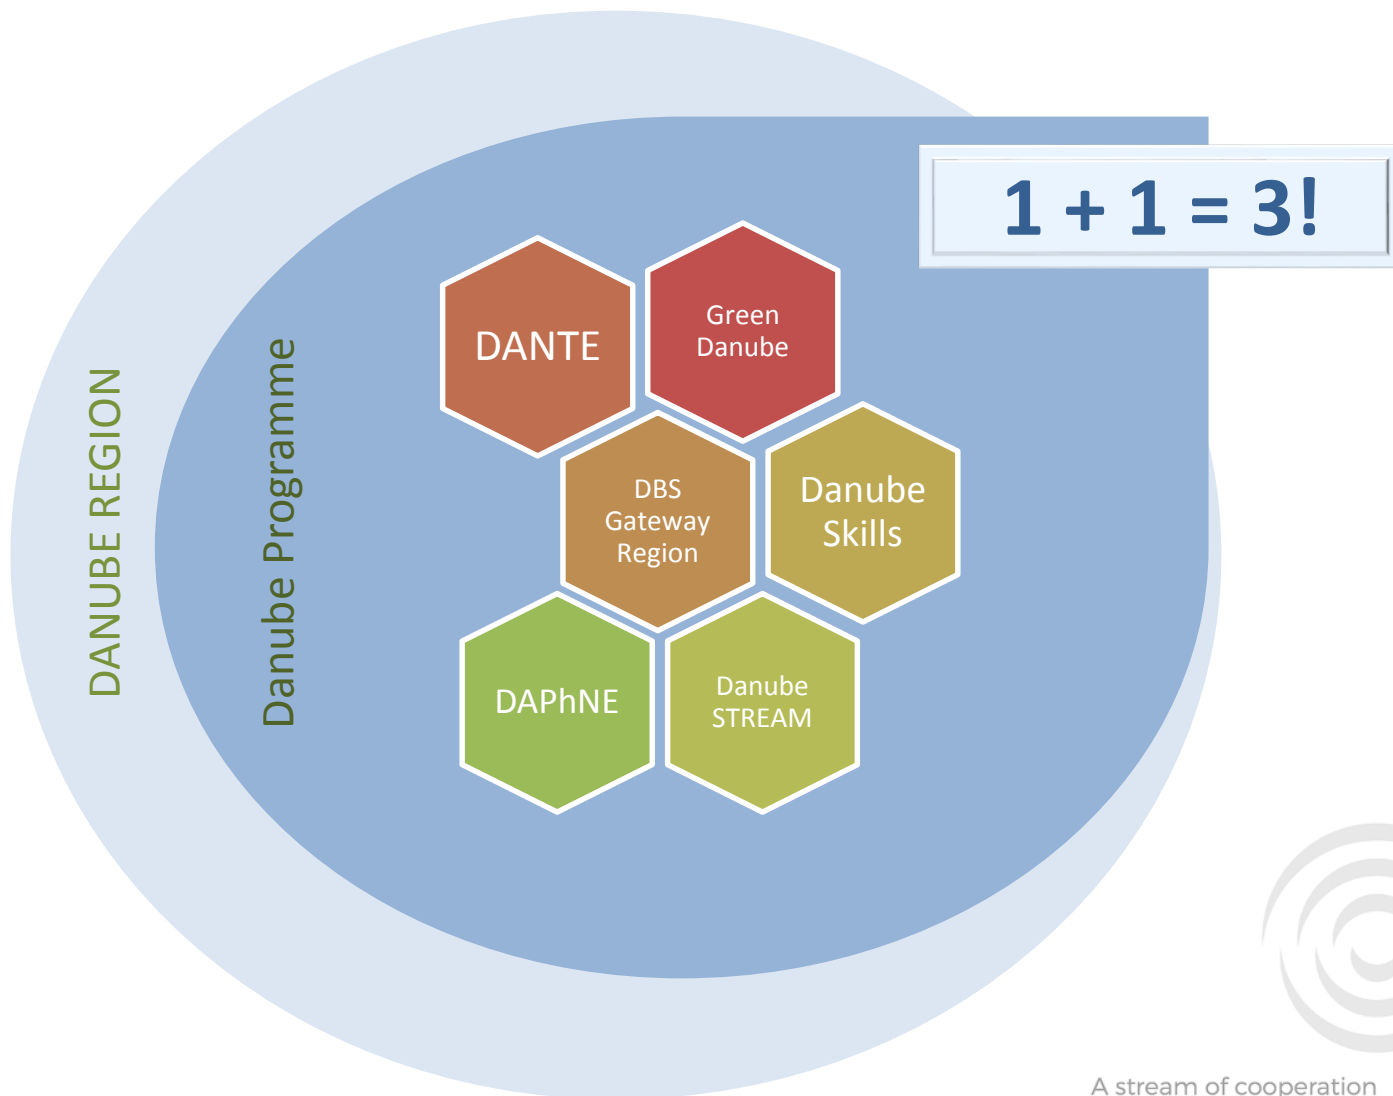 1 + 1 = 3!
DANUBE REGION
Danube Programme
DANTE
Green
Danube
DBS
Gateway
Region
Danube
Skills
DAPhNE
Danube
STREAM
A stream of cooperation